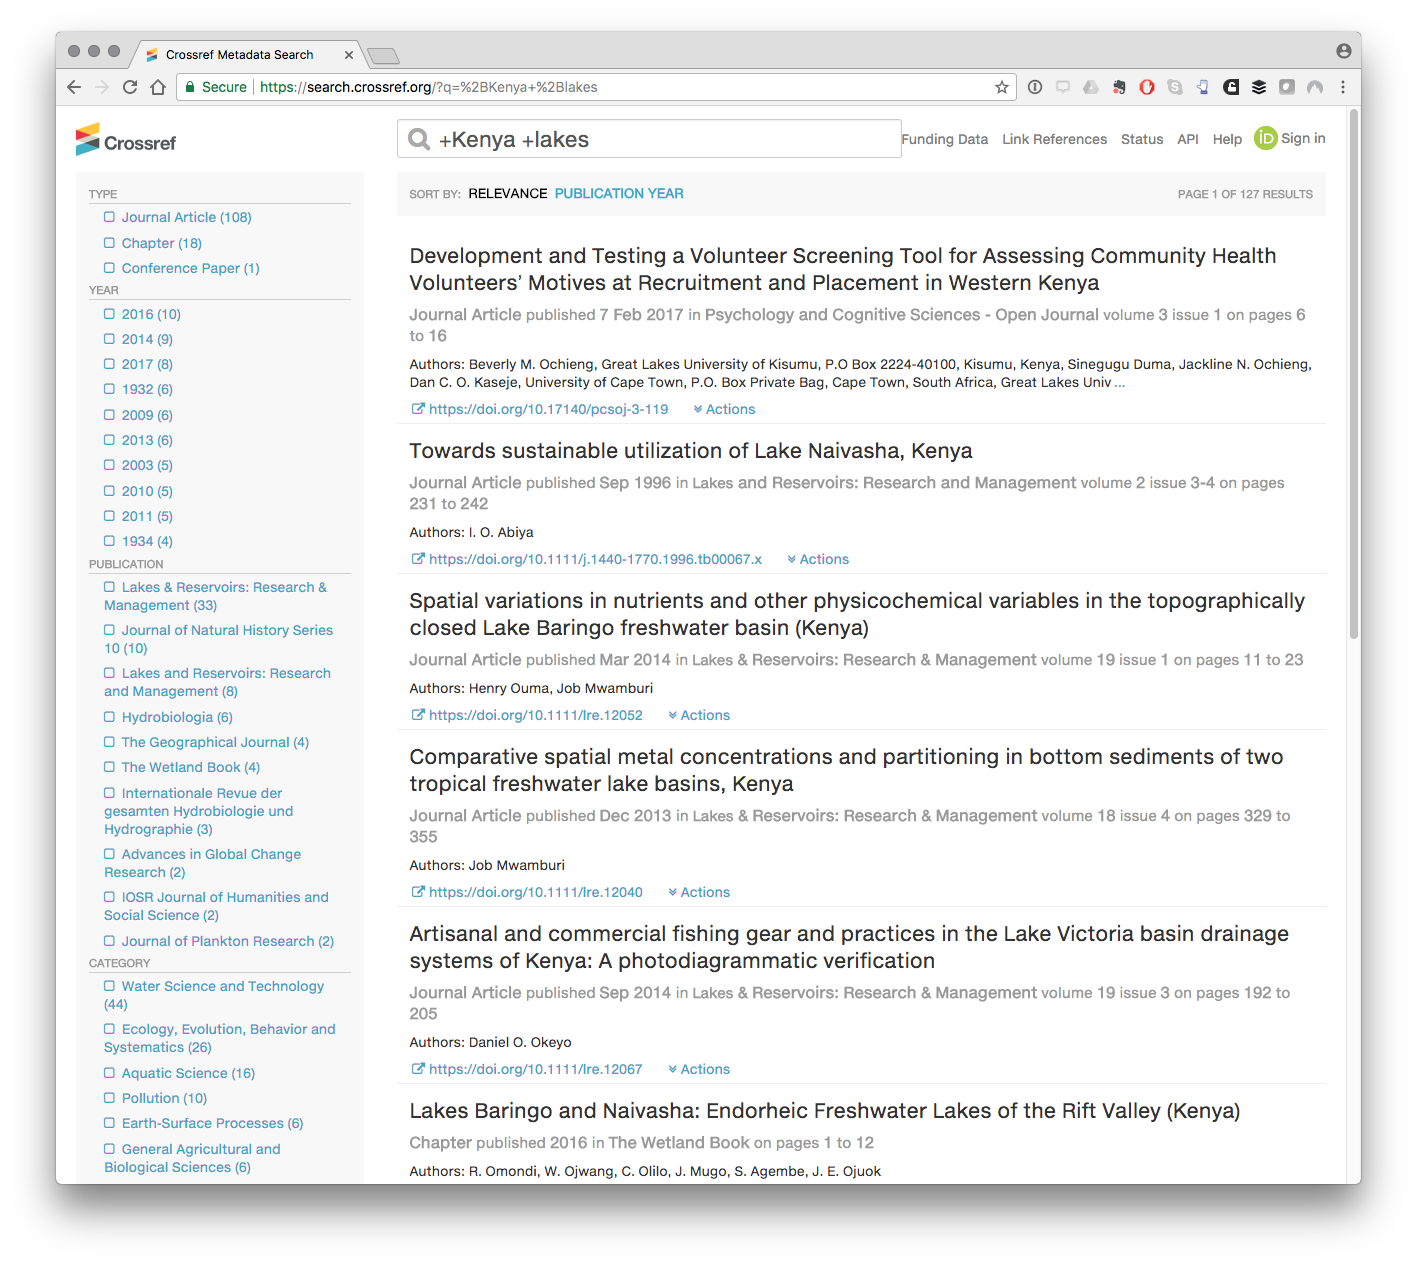 Crossref Metadata Search
Secure | https://search.crossref.org/?q=%2BKenya+%2Blakes
Crossref
+Kenya +lakes
Funding Data Link References Status API Help iD Sign in
TYPE
Journal Article (108)
Chapter (18)
Conference Paper (1)
YEAR
2016 (10)
2014 (9)
2017 (8)
1932 (6)
2009 (6)
2013 (6)
2003 (5)
2010 (5)
2011 (5)
1934 (4)
PUBLICATION
Lakes & Reservoirs: Research &
Management (33)
Journal of Natural History Series
10 (10)
Lakes and Reservoirs: Research
and Management (8)
Hydrobiologia (6)
The Geographical Journal (4)
The Wetland Book (4)
Internationale Revue der
gesamten Hydrobiologie und
Hydrographie (3)
Advances in Global Change
Research (2)
IOSR Journal of Humanities and
Social Science (2)
Journal of Plankton Research (2)
CATEGORY
Water Science and Technology
(44)
Ecology, Evolution, Behavior and
Systematics (26)
Aquatic Science (16)
Pollution (10)
Earth-Surface Processes (6)
General Agricultural and
Biological Sciences (6)
SORT BY: RELEVANCE PUBLICATION YEAR
PAGE 1 OF 127 RESULTS
Development and Testing a Volunteer Screening Tool for Assessing Community Health
Volunteers’ Motives at Recruitment and Placement in Western Kenya
Journal Article published 7 Feb 2017 in Psychology and Cognitive Sciences - Open Journal volume 3 issue 1 on pages 6
to 16
Authors: Beverly M. Ochieng, Great Lakes University of Kisumu, P.O Box 2224-40100, Kisumu, Kenya, Sinegugu Duma, Jackline N. Ochieng,
Dan C. O. Kaseje, University of Cape Town, P.O. Box Private Bag, Cape Town, South Africa, Great Lakes Univ ...
https://doi.org/10.17140/pcsoj-3-119 Actions
Towards sustainable utilization of Lake Naivasha, Kenya
Journal Article published Sep 1996 in Lakes and Reservoirs: Research and Management volume 2 issue 3-4 on pages
231 to 242
Authors: I. O. Abiya
https://doi.org/10.1111/j.1440-1770.1996.tb00067.x Actions
Spatial variations in nutrients and other physicochemical variables in the topographically
closed Lake Baringo freshwater basin (Kenya)
Journal Article published Mar 2014 in Lakes & Reservoirs: Research & Management volume 19 issue 1 on pages 11 to 23
Authors: Henry Ouma, Job Mwamburi
https://doi.org/10.1111/lre.12052 Actions
Comparative spatial metal concentrations and partitioning in bottom sediments of two
tropical freshwater lake basins, Kenya
Journal Article published Dec 2013 in Lakes & Reservoirs: Research & Management volume 18 issue 4 on pages 329 to
355
Authors: Job Mwamburi
https://doi.org/10.1111/lre.12040 Actions
Artisanal and commercial fishing gear and practices in the Lake Victoria basin drainage
systems of Kenya: A photodiagrammatic verification
Journal Article published Sep 2014 in Lakes & Reservoirs: Research & Management volume 19 issue 3 on pages 192 to
205
Authors: Daniel O. Okeyo
https://doi.org/10.1111/lre.12067 Actions
Lakes Baringo and Naivasha: Endorheic Freshwater Lakes of the Rift Valley (Kenya)
Chapter published 2016 in The Wetland Book on pages 1 to 12
Authors: R. Omondi, W. Ojwang, C. Olilo, J. Mugo, S. Agembe, J. E. Ojuok